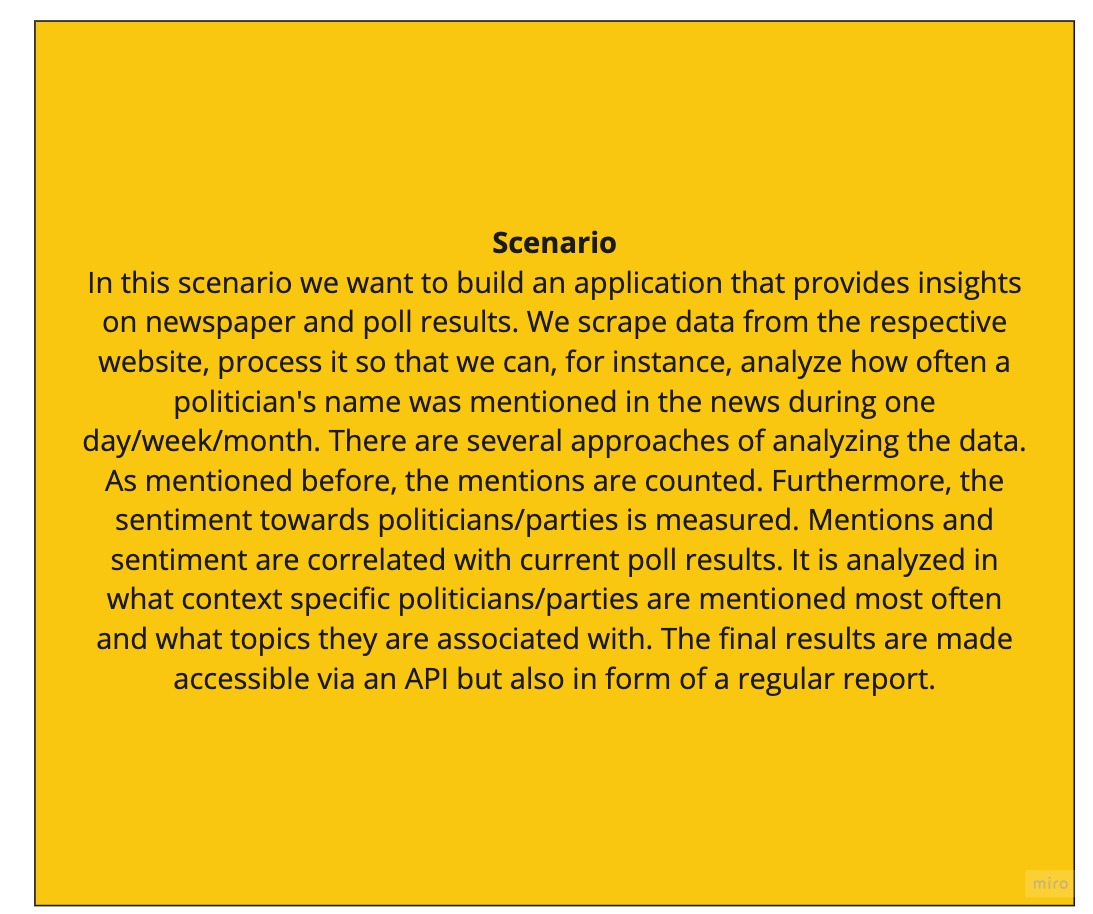 Scenario
In this scenario we want to build an application that provides insights
on newspaper and poll results. We scrape data from the respective
website, process it so that we can, for instance, analyze how often a
politician's name was mentioned in the news during one
day/week/month. There are several approaches of analyzing the data.
As mentioned before, the mentions are counted. Furthermore, the
sentiment towards politicians/parties is measured. Mentions and
sentiment are correlated with current poll results. It is analyzed in
what context specific politicians/parties are mentioned most often
and what topics they are associated with. The final results are made
accessible via an API but also in form of a regular report.
miro